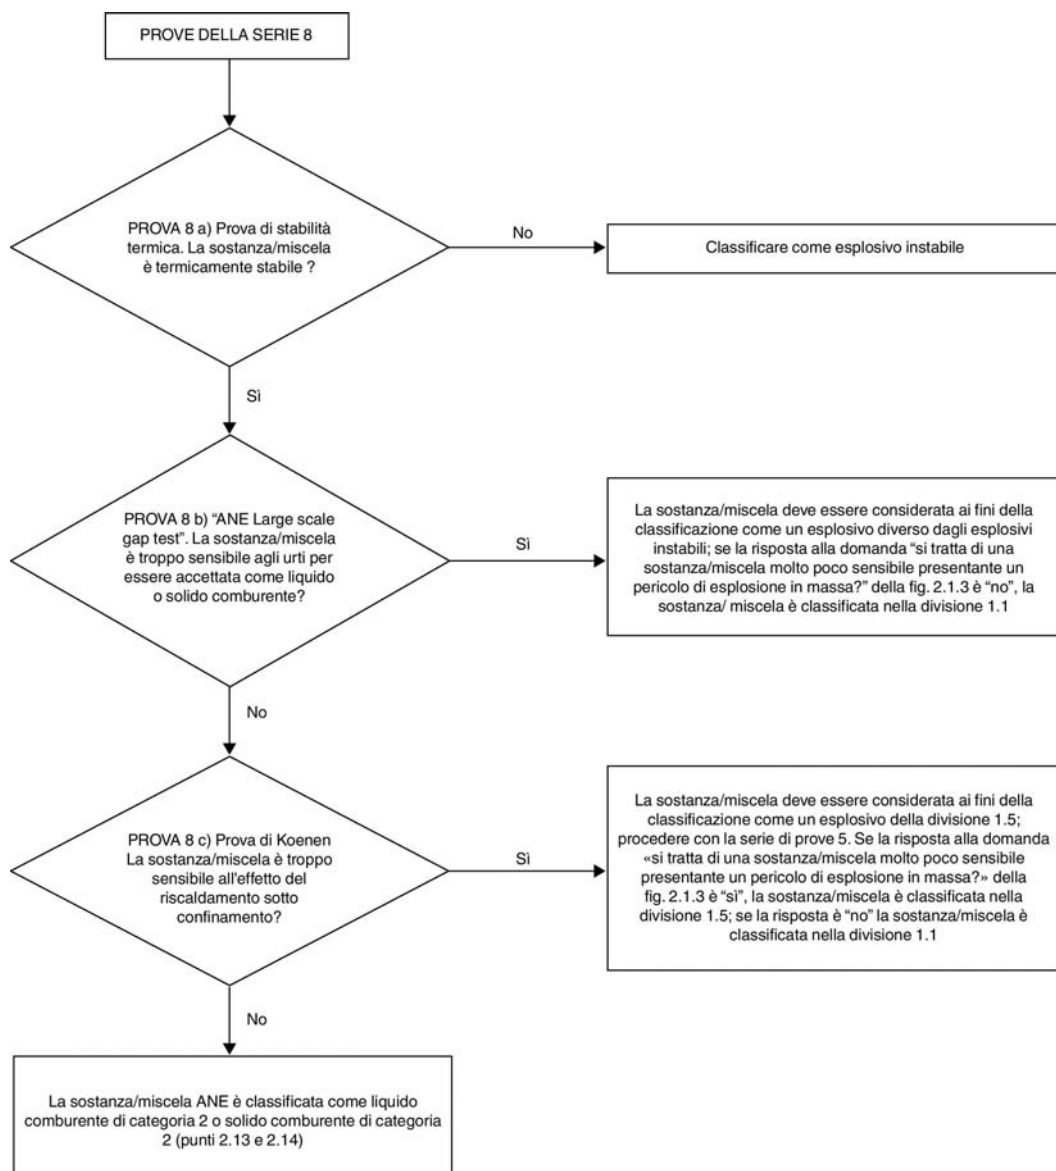 PROVE DELLA SERIE 8
PROVA 8 a) Prova di stabilità
termica. La sostanza/miscela
è termicamente stabile ?
No
Classificare come esplosivo instabile
Sì
PROVA 8 b) “ANE Large scale
gap test”. La sostanza/miscela
è troppo sensibile agli urti per
essere accettata come liquido
o solido comburente?
Sì
La sostanza/miscela deve essere considerata ai fini della
classificazione come un esplosivo diverso dagli esplosivi
instabili; se la risposta alla domanda “si tratta di una
sostanza/miscela molto poco sensibile presentante un
pericolo di esplosione in massa?” della fig. 2.1.3 è “no”, la
sostanza/ miscela è classificata nella divisione 1.1
No
PROVA 8 c) Prova di Koenen
La sostanza/miscela è troppo
sensibile all'effetto del
riscaldamento sotto
confinamento?
Sì
La sostanza/miscela deve essere considerata ai fini della
classificazione come un esplosivo della divisione 1.5;
procedere con la serie di prove 5. Se la risposta alla domanda
«si tratta di una sostanza/miscela molto poco sensibile
presentante un pericolo di esplosione in massa?» della
fig. 2.1.3 è “sì”, la sostanza/miscela è classificata nella
divisione 1.5; se la risposta è “no” la sostanza/miscela è
classificata nella divisione 1.1
No
La sostanza/miscela ANE è classificata come liquido
comburente di categoria 2 o solido comburente di categoria
2 (punti 2.13 e 2.14)